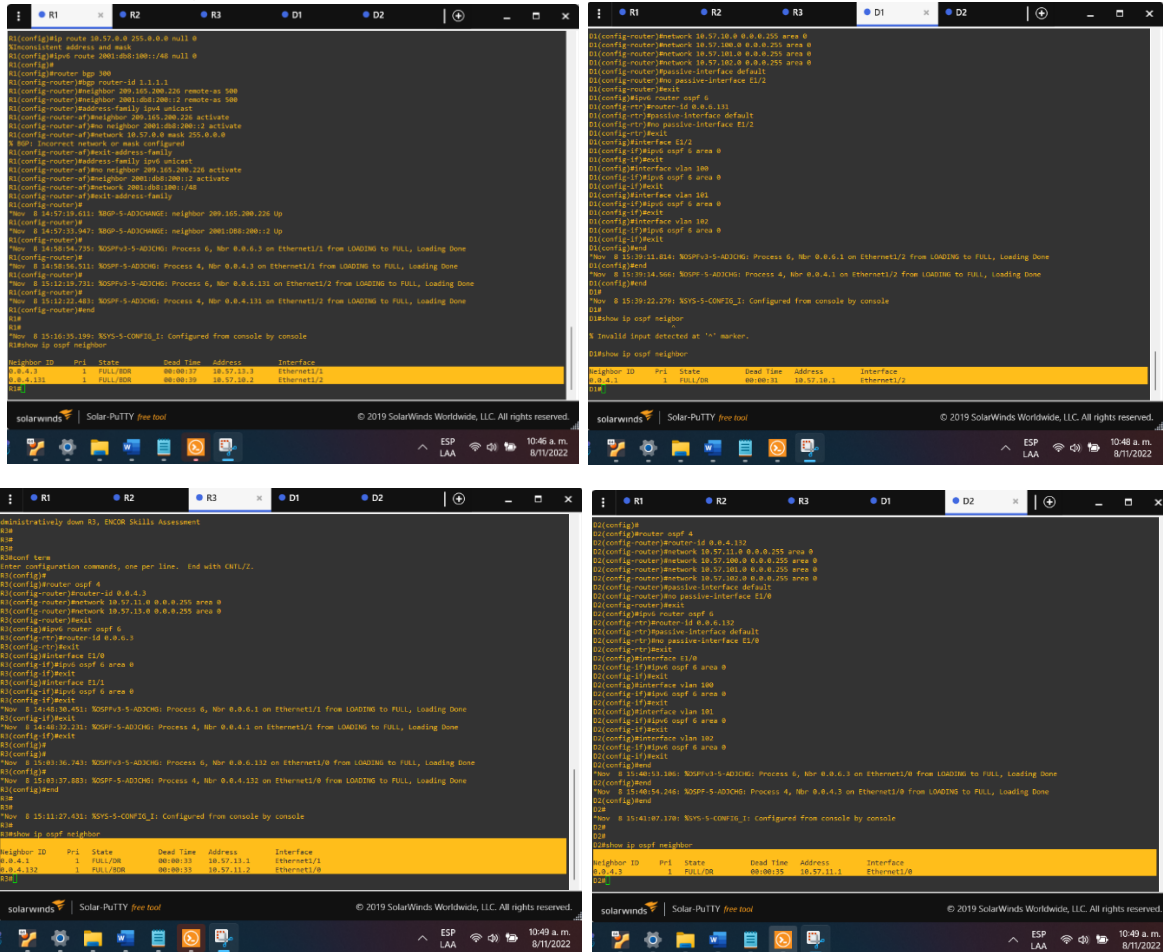 R1 × R2 R3 D1 D2
R1(config)#ip route 10.57.0.0 255.0.0.0 null 0
%Inconsistent address and mask
R1(config)#ipv6 route 2001:db8:100::/48 null 0
R1(config)#
R1(config)#router bgp 300
R1(config-router)#bgp router-id 1.1.1.1
R1(config-router)#neighbor 209.165.200.226 remote-as 500
R1(config-router)#neighbor 2001:db8:200::2 remote-as 500
R1(config-router)#address-family ipv4 unicast
R1(config-router-af)#neighbor 209.165.200.226 activate
R1(config-router-af)#no neighbor 2001:db8:200::2 activate
R1(config-router-af)#network 10.57.0.0 mask 255.0.0.0
% BGP: Incorrect network or mask configured
R1(config-router-af)#exit-address-family
R1(config-router)#address-family ipv6 unicast
R1(config-router-af)#no neighbor 209.165.200.226 activate
R1(config-router-af)#neighbor 2001:db8:200::2 activate
R1(config-router-af)#network 2001:db8:100::/48
R1(config-router-af)#exit-address-family
R1(config-router)#
*Nov 8 14:57:19.611: %BGP-5-ADJCHANGE: neighbor 209.165.200.226 Up
R1(config-router)#
*Nov 8 14:57:33.947: %BGP-5-ADJCHANGE: neighbor 2001:DB8:200::2 Up
R1(config-router)#
*Nov 8 14:58:54.735: %OSPFv3-5-ADJCHG: Process 6, Nbr 0.0.6.3 on Ethernet1/1 from LOADING to FULL, Loading Done
R1(config-router)#
*Nov 8 14:58:56.511: %OSPF-5-ADJCHG: Process 4, Nbr 0.0.4.3 on Ethernet1/1 from LOADING to FULL, Loading Done
R1(config-router)#
*Nov 8 15:12:19.731: %OSPFv3-5-ADJCHG: Process 6, Nbr 0.0.6.131 on Ethernet1/2 from LOADING to FULL, Loading Done
R1(config-router)#
*Nov 8 15:12:22.483: %OSPF-5-ADJCHG: Process 4, Nbr 0.0.4.131 on Ethernet1/2 from LOADING to FULL, Loading Done
R1(config-router)#end
R1#
R1#
*Nov 8 15:16:35.199: %SYS-5-CONFIG_I: Configured from console by console
R1#show ip ospf neighbor
Neighbor ID Pri State Dead Time Address Interface
0.0.4.3 1 FULL/BDR 00:00:37 10.57.13.3 Ethernet1/1
0.0.4.131 1 FULL/BDR 00:00:39 10.57.10.2 Ethernet1/2
R1#
solarwinds Solar-PuTTY free tool © 2019 SolarWinds Worldwide, LLC. All rights reserved.
ESP LAA 10:46 a. m. 8/11/2022
R1 R2 R3 D1 × D2
D1(config-router)#network 10.57.10.0 0.0.0.255 area 0
D1(config-router)#network 10.57.100.0 0.0.0.255 area 0
D1(config-router)#network 10.57.101.0 0.0.0.255 area 0
D1(config-router)#network 10.57.102.0 0.0.0.255 area 0
D1(config-router)#passive-interface default
D1(config-router)#no passive-interface E1/2
D1(config-router)#exit
D1(config)#ipv6 router ospf 6
D1(config-rtr)#router-id 0.0.6.131
D1(config-rtr)#passive-interface default
D1(config-rtr)#no passive-interface E1/2
D1(config-rtr)#exit
D1(config)#interface E1/2
D1(config-if)#ipv6 ospf 6 area 0
D1(config-if)#exit
D1(config)#interface vlan 100
D1(config-if)#ipv6 ospf 6 area 0
D1(config-if)#exit
D1(config)#interface vlan 101
D1(config-if)#ipv6 ospf 6 area 0
D1(config-if)#exit
D1(config)#interface vlan 102
D1(config-if)#ipv6 ospf 6 area 0
D1(config-if)#exit
D1(config)#end
*Nov 8 15:39:11.814: %OSPFv3-5-ADJCHG: Process 6, Nbr 0.0.6.1 on Ethernet1/2 from LOADING to FULL, Loading Done
D1(config)#end
*Nov 8 15:39:14.566: %OSPF-5-ADJCHG: Process 4, Nbr 0.0.4.1 on Ethernet1/2 from LOADING to FULL, Loading Done
D1(config)#end
D1#
*Nov 8 15:39:22.279: %SYS-5-CONFIG_I: Configured from console by console
D1#
D1#show ip ospf neigbor
^
% Invalid input detected at '^' marker.
D1#show ip ospf neighbor
Neighbor ID Pri State Dead Time Address Interface
0.0.4.1 1 FULL/DR 00:00:31 10.57.10.1 Ethernet1/2
D1#
solarwinds Solar-PuTTY free tool © 2019 SolarWinds Worldwide, LLC. All rights reserved.
ESP LAA 10:48 a. m. 8/11/2022
R1 R2 R3 × D1 D2
dministratively down R3, ENCOR Skills Assessment
R3#
R3#
R3#
R3#conf term
Enter configuration commands, one per line. End with CNTL/Z.
R3(config)#
R3(config)#router ospf 4
R3(config-router)#router-id 0.0.4.3
R3(config-router)#network 10.57.11.0 0.0.0.255 area 0
R3(config-router)#network 10.57.13.0 0.0.0.255 area 0
R3(config-router)#exit
R3(config)#ipv6 router ospf 6
R3(config-rtr)#router-id 0.0.6.3
R3(config-rtr)#exit
R3(config)#interface E1/0
R3(config-if)#ipv6 ospf 6 area 0
R3(config-if)#exit
R3(config)#interface E1/1
R3(config-if)#ipv6 ospf 6 area 0
R3(config-if)#exit
*Nov 8 14:48:30.451: %OSPFv3-5-ADJCHG: Process 6, Nbr 0.0.6.1 on Ethernet1/1 from LOADING to FULL, Loading Done
R3(config-if)#exit
*Nov 8 14:48:32.231: %OSPF-5-ADJCHG: Process 4, Nbr 0.0.4.1 on Ethernet1/1 from LOADING to FULL, Loading Done
R3(config-if)#exit
R3(config)#
R3(config)#
*Nov 8 15:03:36.743: %OSPFv3-5-ADJCHG: Process 6, Nbr 0.0.6.132 on Ethernet1/0 from LOADING to FULL, Loading Done
R3(config)#
*Nov 8 15:03:37.883: %OSPF-5-ADJCHG: Process 4, Nbr 0.0.4.132 on Ethernet1/0 from LOADING to FULL, Loading Done
R3(config)#end
R3#
R3#
*Nov 8 15:11:27.431: %SYS-5-CONFIG_I: Configured from console by console
R3#
R3#show ip ospf neighbor
Neighbor ID Pri State Dead Time Address Interface
0.0.4.1 1 FULL/DR 00:00:33 10.57.13.1 Ethernet1/1
0.0.4.132 1 FULL/BDR 00:00:33 10.57.11.2 Ethernet1/0
R3#
solarwinds Solar-PuTTY free tool © 2019 SolarWinds Worldwide, LLC. All rights reserved.
ESP LAA 10:49 a. m. 8/11/2022
R1 R2 R3 D1 D2 ×
D2(config)#
D2(config)#router ospf 4
D2(config-router)#router-id 0.0.4.132
D2(config-router)#network 10.57.11.0 0.0.0.255 area 0
D2(config-router)#network 10.57.100.0 0.0.0.255 area 0
D2(config-router)#network 10.57.101.0 0.0.0.255 area 0
D2(config-router)#network 10.57.102.0 0.0.0.255 area 0
D2(config-router)#passive-interface default
D2(config-router)#no passive-interface E1/0
D2(config-router)#exit
D2(config)#ipv6 router ospf 6
D2(config-rtr)#router-id 0.0.6.132
D2(config-rtr)#passive-interface default
D2(config-rtr)#no passive-interface E1/0
D2(config-rtr)#exit
D2(config)#interface E1/0
D2(config-if)#ipv6 ospf 6 area 0
D2(config-if)#exit
D2(config)#interface vlan 100
D2(config-if)#ipv6 ospf 6 area 0
D2(config-if)#exit
D2(config)#interface vlan 101
D2(config-if)#ipv6 ospf 6 area 0
D2(config-if)#exit
D2(config)#interface vlan 102
D2(config-if)#ipv6 ospf 6 area 0
D2(config-if)#exit
D2(config)#end
*Nov 8 15:40:53.106: %OSPFv3-5-ADJCHG: Process 6, Nbr 0.0.6.3 on Ethernet1/0 from LOADING to FULL, Loading Done
D2(config)#end
*Nov 8 15:40:54.246: %OSPF-5-ADJCHG: Process 4, Nbr 0.0.4.3 on Ethernet1/0 from LOADING to FULL, Loading Done
D2(config)#end
D2#
*Nov 8 15:41:07.170: %SYS-5-CONFIG_I: Configured from console by console
D2#
D2#
D2#show ip ospf neighbor
Neighbor ID Pri State Dead Time Address Interface
0.0.4.3 1 FULL/DR 00:00:35 10.57.11.1 Ethernet1/0
D2#
solarwinds Solar-PuTTY free tool © 2019 SolarWinds Worldwide, LLC. All rights reserved.
ESP LAA 10:49 a. m. 8/11/2022